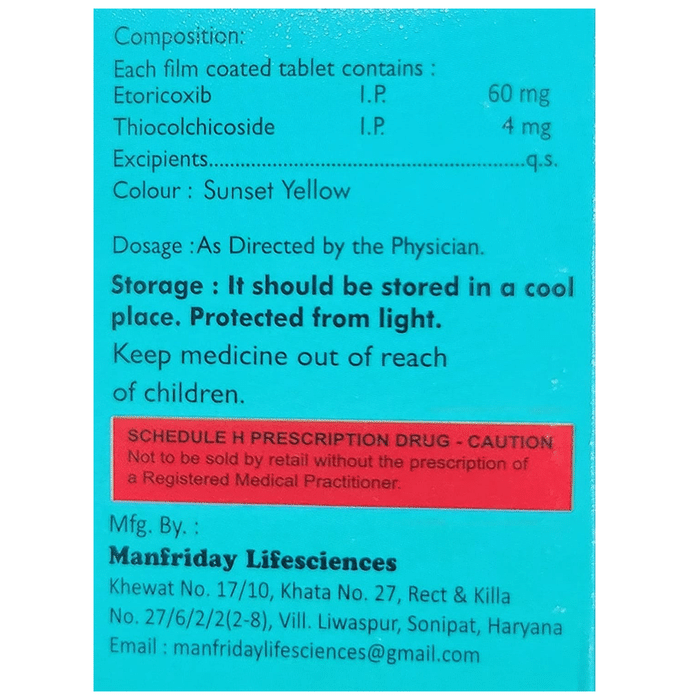 Composition:
Each film coated tablet contains :
Etoricoxib I.P. 60 mg
Thiocolchicoside I.P. 4 mg
Excipients......................................................q.s.
Colour : Sunset Yellow
Dosage :As Directed by the Physician.
Storage : It should be stored in a cool
place. Protected from light.
Keep medicine out of reach
of children.
SCHEDULE H PRESCRIPTION DRUG - CAUTION
Not to be sold by retail without the prescription of
a Registered Medical Practitioner.
Mfg. By. :
Manfriday Lifesciences
Khewat No. 17/10, Khata No. 27, Rect & Killa
No. 27/6/2/2(2-8), Vill. Liwaspur, Sonipat, Haryana
Email : manfridaylifesciences@gmail.com